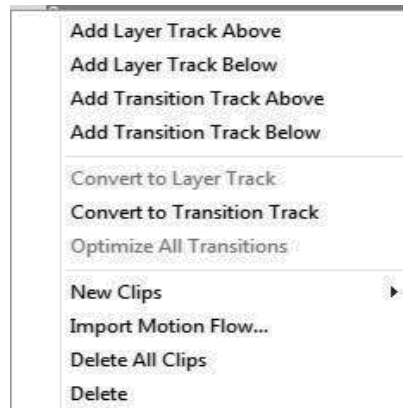 Add Layer Track Above
Add Layer Track Below
Add Transition Track Above
Add Transition Track Below
Convert to Layer Track
Convert to Transition Track
Optimize All Transitions
New Clips
Import Motion Flow...
Delete All Clips
Delete